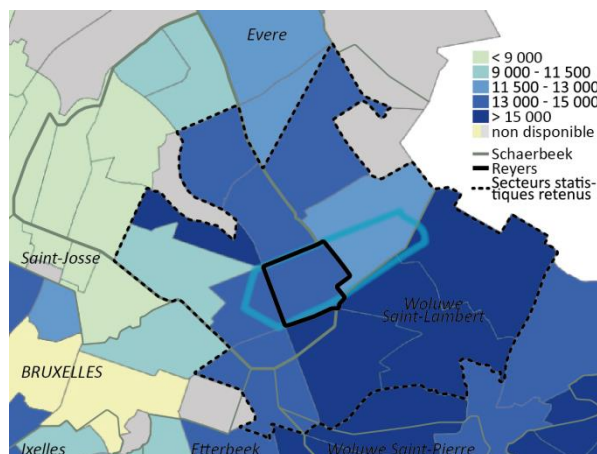 Evere
< 9 000
9 000 - 11 500
11 500 - 13 000
13 000 - 15 000
> 15 000
non disponible
Schaerbeek
Reyers
Secteurs statis-
tiques retenus
Saint-Josse
Woluwe
Saint-Lambert
BRUXELLES
Ixelles
Etterbeek
Woluwe Saint-Pierre